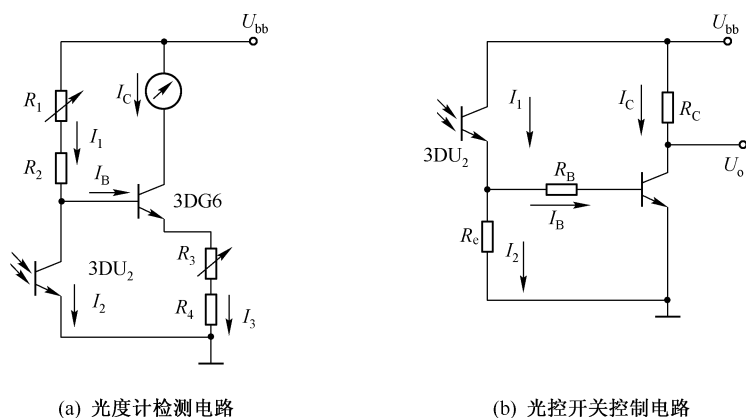 U_bb
R_1
I_1
R_2
I_C
I_B
3DG6
3DU_2
I_2
R_3
R_4
I_3
(a) 光度计检测电路
U_bb
I_1
I_C
R_C
3DU_2
R_B
I_B
U_o
R_e
I_2
(b) 光控开关控制电路